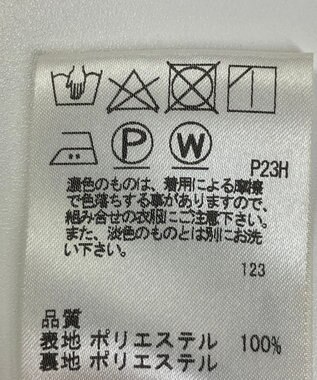 P
W
P23H
濃色のものは、着用による摩擦
で色落ちする事がありますので、
組み合せの衣服にご注意下さい。
また、淡色のものとは別にお洗
い下さい。
123
品質
表地 ポリエステル 100%
裏地 ポリエステル